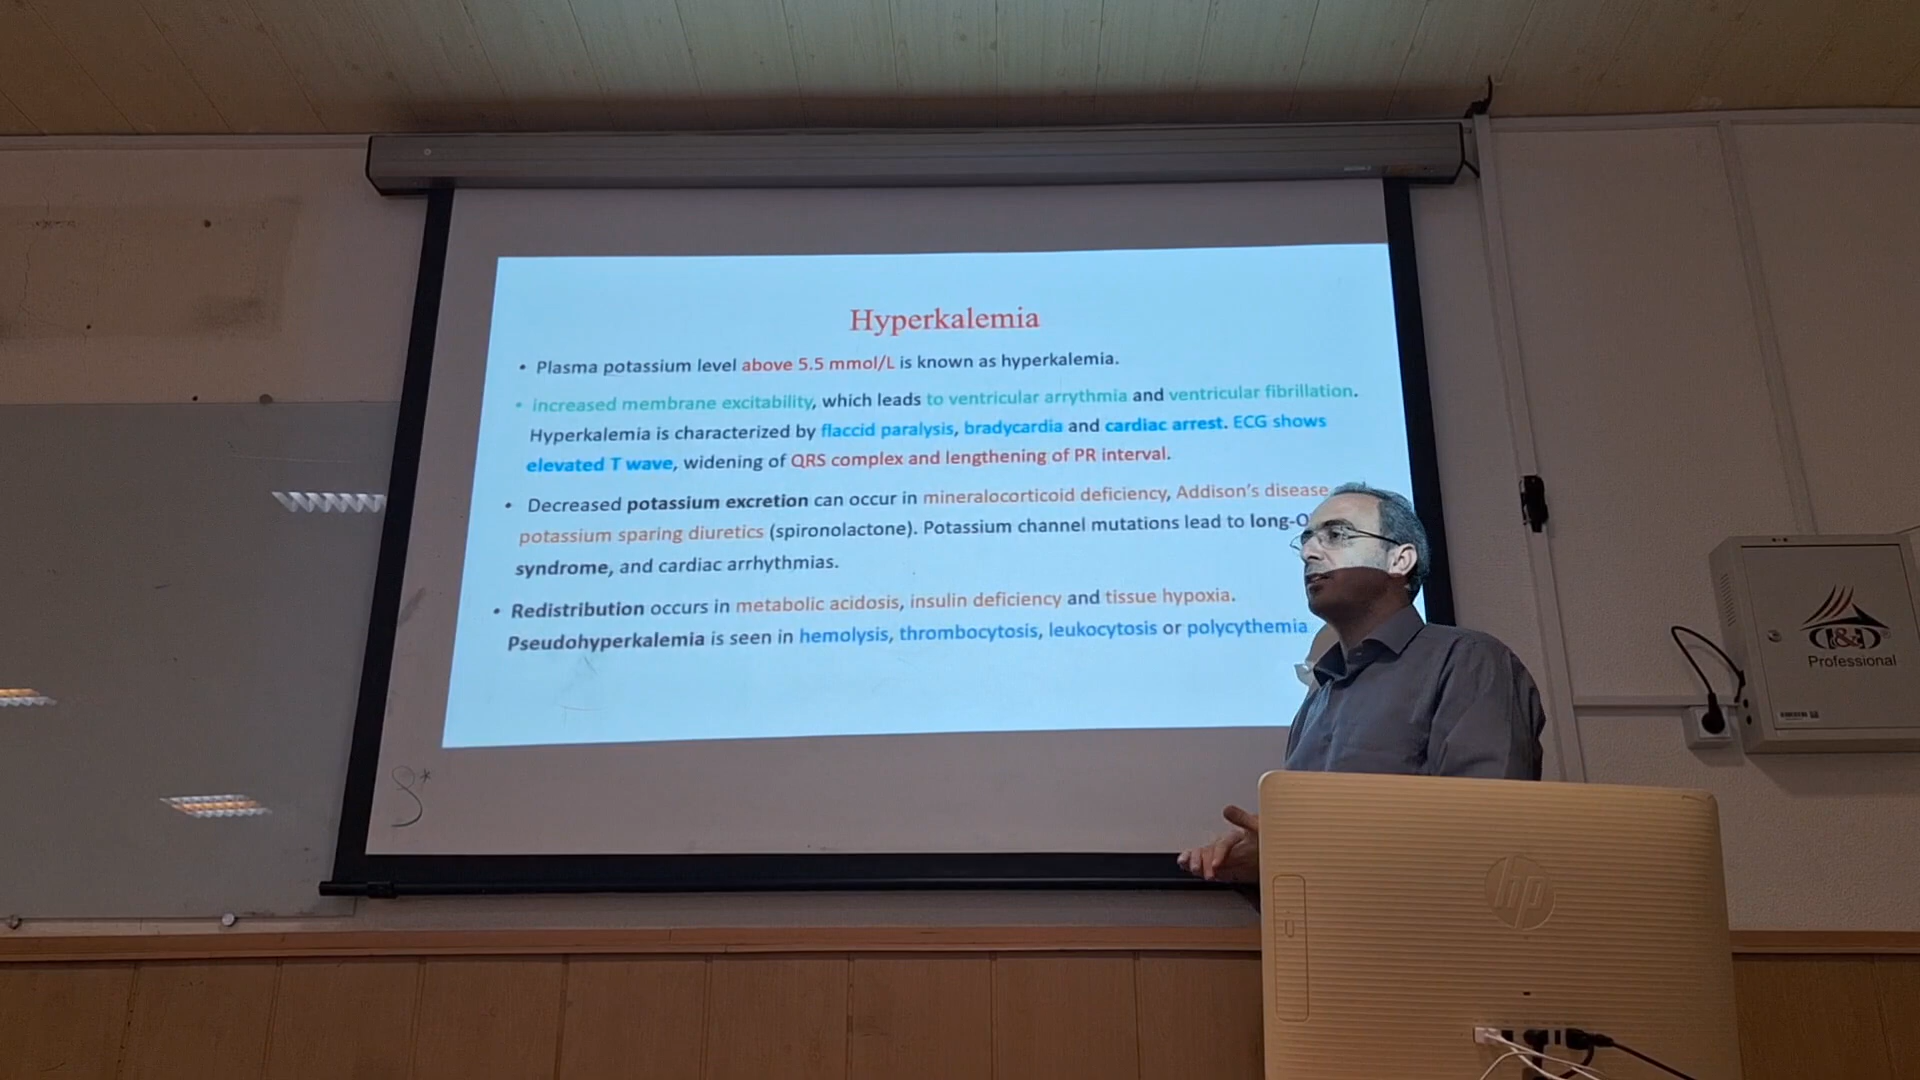 Hyperkalemia
• Plasma potassium level above 5.5 mmol/L is known as hyperkalemia.
• increased membrane excitability, which leads to ventricular arrythmia and ventricular fibrillation.
Hyperkalemia is characterized by flaccid paralysis, bradycardia and cardiac arrest. ECG shows
elevated T wave, widening of QRS complex and lengthening of PR interval.
• Decreased potassium excretion can occur in mineralocorticoid deficiency, Addison's disease
potassium sparing diuretics (spironolactone). Potassium channel mutations lead to long-Q
syndrome, and cardiac arrhythmias.
• Redistribution occurs in metabolic acidosis, insulin deficiency and tissue hypoxia.
Pseudohyperkalemia is seen in hemolysis, thrombocytosis, leukocytosis or polycythemia
I&D
Professional
hp